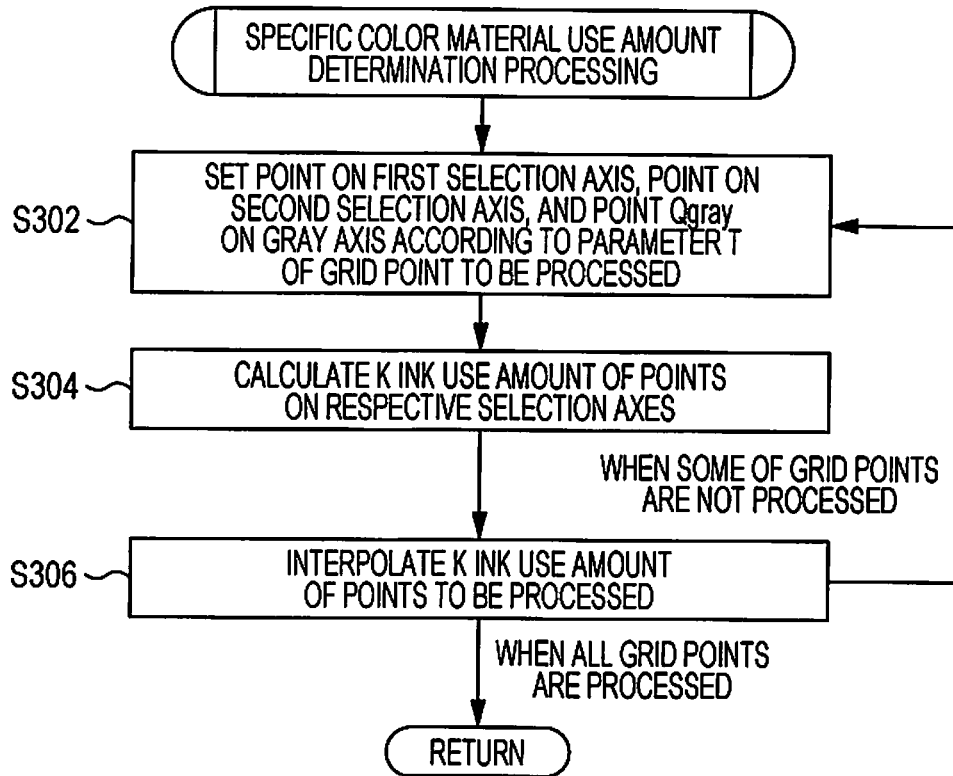 SPECIFIC COLOR MATERIAL USE AMOUNT
DETERMINATION PROCESSING
S302
SET POINT ON FIRST SELECTION AXIS, POINT ON
SECOND SELECTION AXIS, AND POINT Qgray
ON GRAY AXIS ACCORDING TO PARAMETER T
OF GRID POINT TO BE PROCESSED
S304
CALCULATE K INK USE AMOUNT OF POINTS
ON RESPECTIVE SELECTION AXES
WHEN SOME OF GRID POINTS
ARE NOT PROCESSED
S306
INTERPOLATE K INK USE AMOUNT
OF POINTS TO BE PROCESSED
WHEN ALL GRID POINTS
ARE PROCESSED
RETURN